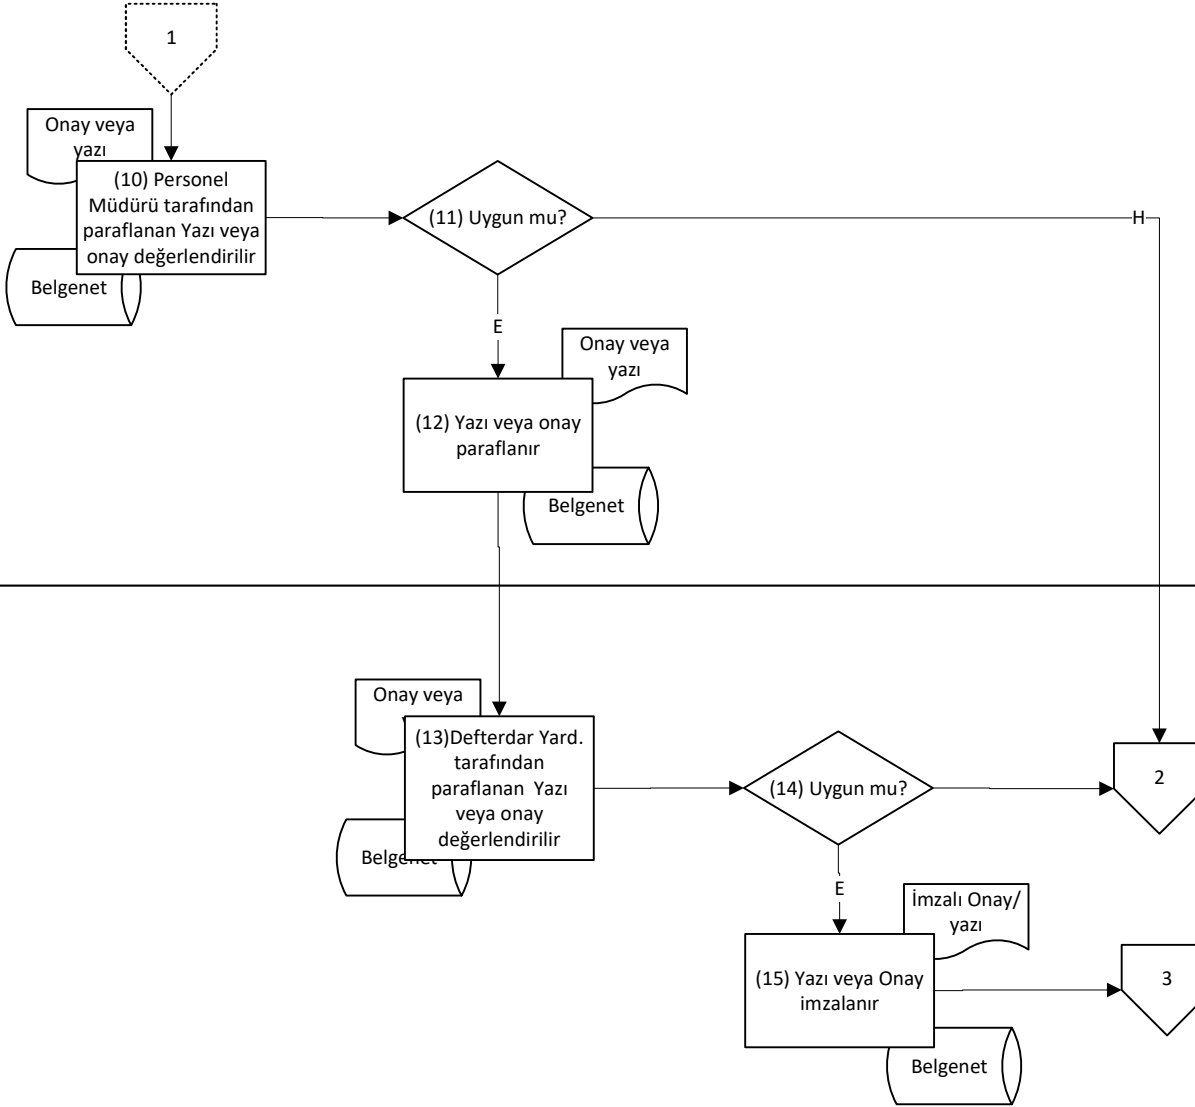 1
Onay veya
yazı
(10) Personel
Müdürü tarafından
paraflanan Yazı veya
onay değerlendirilir
Belgenet
(11) Uygun mu?
H
E
Onay veya
yazı
(12) Yazı veya onay
paraflanır
Belgenet
Onay veya
(13)Defterdar Yard.
tarafından
paraflanan  Yazı
veya onay
değerlendirilir
Belgenet
(14) Uygun mu?
2
E
İmzalı Onay/
yazı
(15) Yazı veya Onay
imzalanır
3
Belgenet